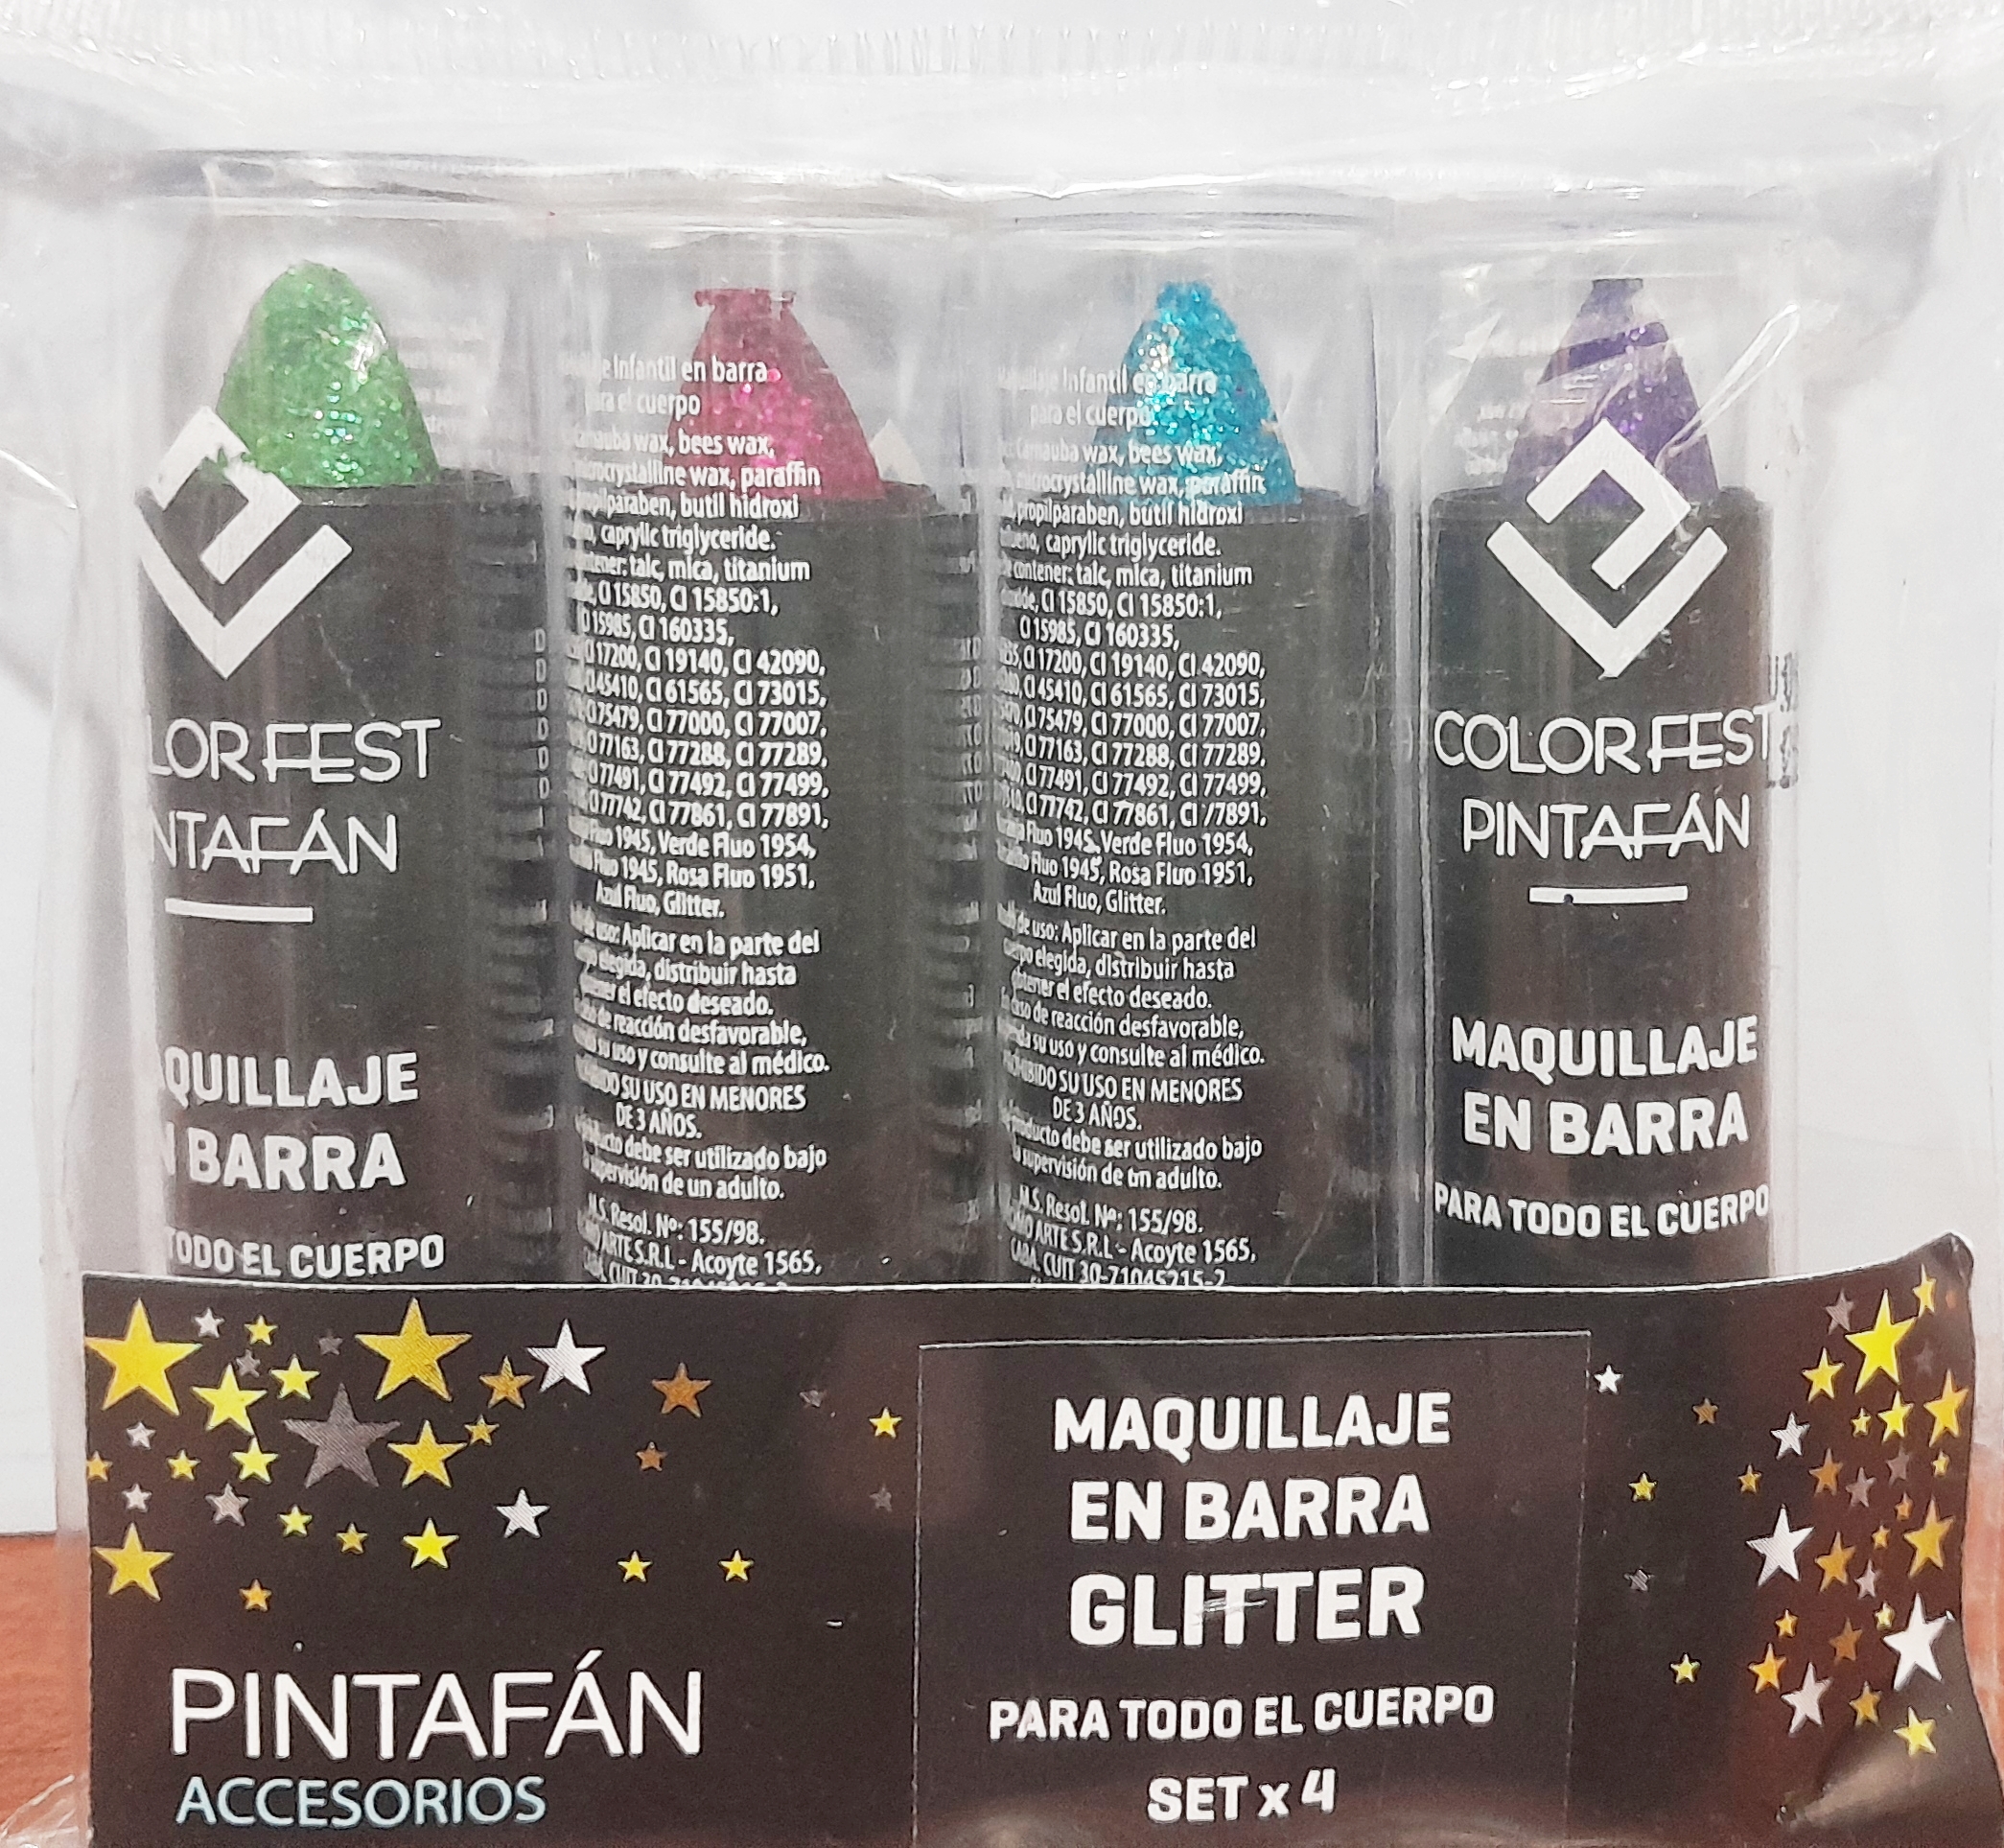 LOR FEST
NTAFÁN
QUILLAJE
BARRA
TODO EL CUERPO
Infantil en barra
el cuerpo
wax, bees wax,
wax, paraffin
paraben, butil hidroxi
caprylic triglyceride.
talc, mica, titanium
CI 15850, CI 15850:1,
15985, CI 160335,
CI 17200, CI 19140, CI 42090,
CI 45410, CI 61565, CI 73015,
CI 75479, CI 77000, CI 77007,
CI 77163, CI 77288, CI 77289,
CI 77491, CI 77492, CI 77499,
CI 77742, CI 77861, CI 77891,
Fluo 1945, Verde Fluo 1954,
Fluo 1945, Rosa Fluo 1951,
Azul Fluo, Glitter.
de uso: Aplicar en la parte del
elegida, distribuir hasta
el efecto deseado.
de reacción desfavorable,
su uso y consulte al médico.
SU USO EN MENORES
DE 3 AÑOS.
debe ser utilizado bajo
supervisión de un adulto.
M.S. Resol. Nº: 155/98.
ARTE S.R.L - Acoyte 1565,
Infantil en barra
para el cuerpo
Carnauba wax, bees wax,
microcrystalline wax, paraffin
propilparaben, butil hidroxi
caprylic triglyceride.
contener: talc, mica, titanium
CI 15850, CI 15850:1,
CI 15985, CI 160335,
CI 17200, CI 19140, CI 42090,
CI 45410, CI 61565, CI 73015,
CI 75479, CI 77000, CI 77007,
CI 77163, CI 77288, CI 77289,
CI 77491, CI 77492, CI 77499,
CI 77742, CI 77861, CI 77891,
Fluo 1945, Verde Fluo 1954,
Fluo 1945, Rosa Fluo 1951,
Azul Fluo, Glitter.
de uso: Aplicar en la parte del
cuerpo elegida, distribuir hasta
obtener el efecto deseado.
En caso de reacción desfavorable,
su uso y consulte al médico.
SU USO EN MENORES
DE 3 AÑOS.
producto debe ser utilizado bajo
la supervisión de un adulto.
M.S. Resol. Nº: 155/98.
ARTE S.R.L - Acoyte 1565,
CABA, CUIT 30-71045215-2
COLOR FEST
PINTAFÁN
MAQUILLAJE
EN BARRA
PARA TODO EL CUERPO
PINTAFÁN
ACCESORIOS
MAQUILLAJE
EN BARRA
GLITTER
PARA TODO EL CUERPO
SET x 4